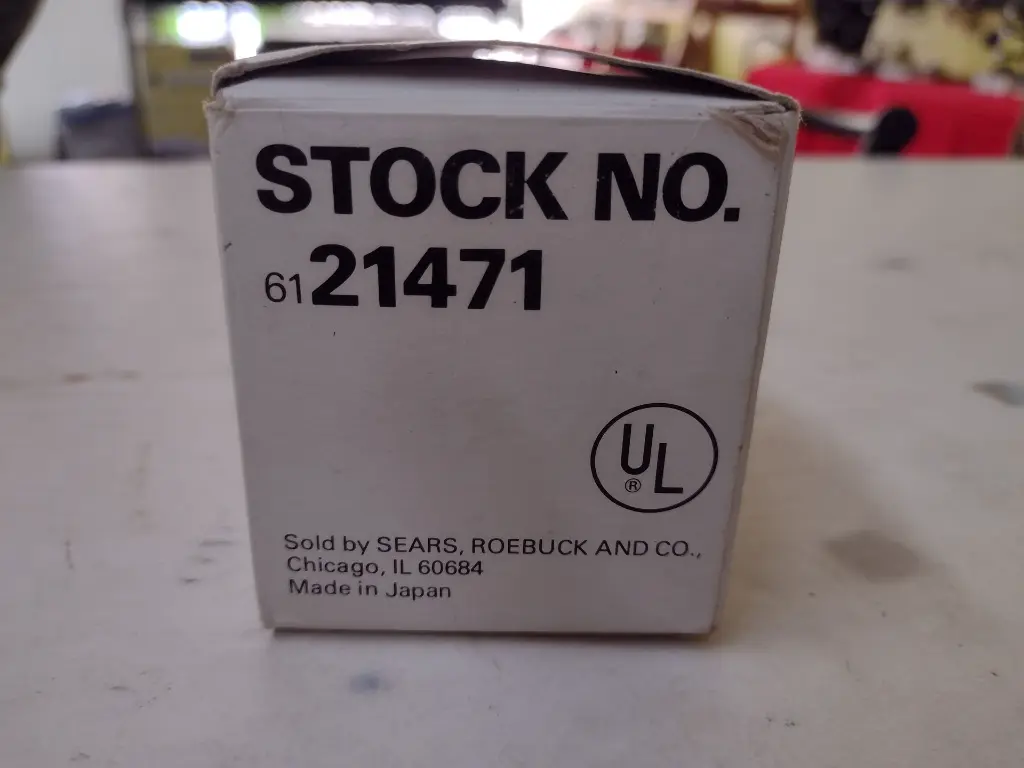 STOCK NO.
6121471
UL
®
Sold by SEARS, ROEBUCK AND CO.,
Chicago, IL 60684
Made in Japan